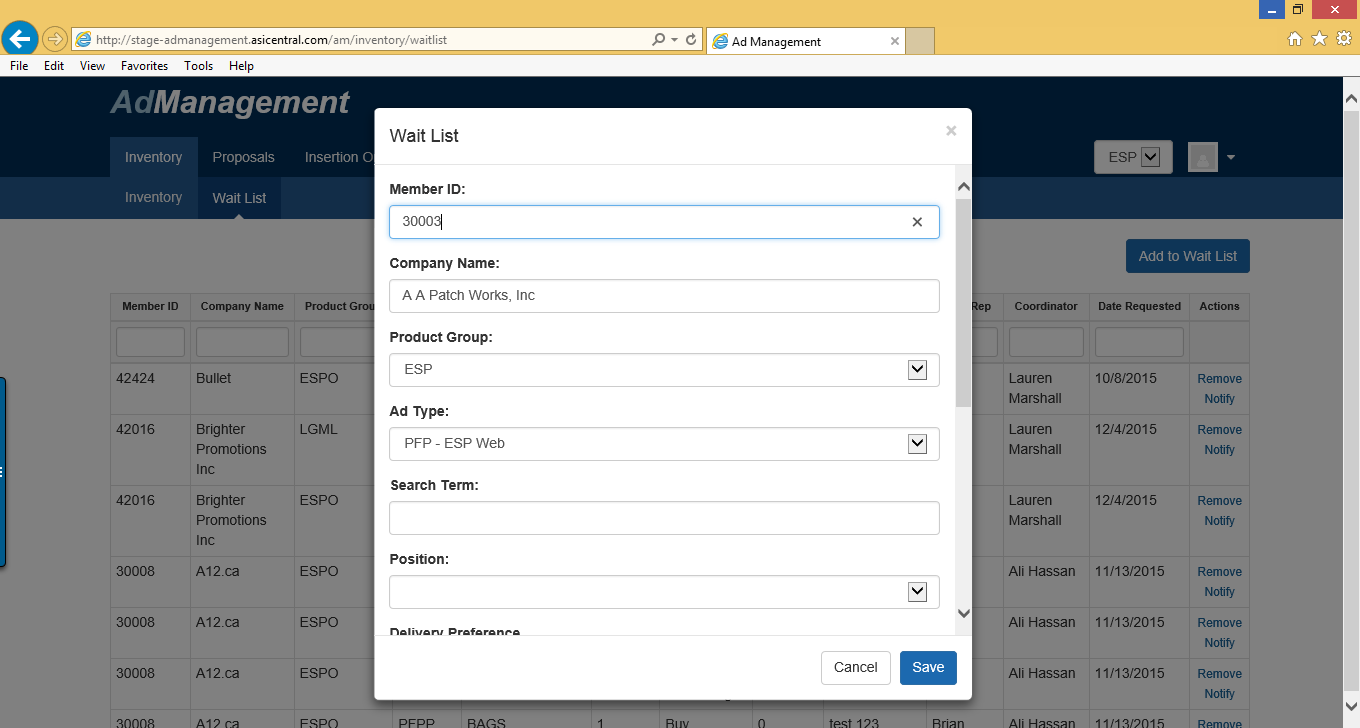 http://stage-admanagement.asicentral.com/am/inventory/waitlist
Ad Management
File Edit View Favorites Tools Help
AdManagement
Inventory Proposals Insertion O
ESP
Inventory Wait List
Add to Wait List
Wait List
×
Member ID:
30003
×
Company Name:
A A Patch Works, Inc
Product Group:
ESP
Ad Type:
PFP - ESP Web
Search Term:
Position:
Delivery Preference
Cancel Save
Member ID Company Name Product Grou Rep Coordinator Date Requested Actions
42424 Bullet ESPO Lauren Marshall 10/8/2015 Remove
Notify
42016 Brighter Promotions Inc LGML Lauren Marshall 12/4/2015 Remove
Notify
42016 Brighter Promotions Inc ESPO Lauren Marshall 12/4/2015 Remove
Notify
30008 A12.ca ESPO Ali Hassan 11/13/2015 Remove
Notify
30008 A12.ca ESPO Ali Hassan 11/13/2015 Remove
Notify
30008 A12.ca ESPO Ali Hassan 11/13/2015 Remove
Notify
30008 A12.ca ESPO PFPP BAGS 1 Buy 0 test 123 Brian Ali Hassan 11/13/2015 Remove